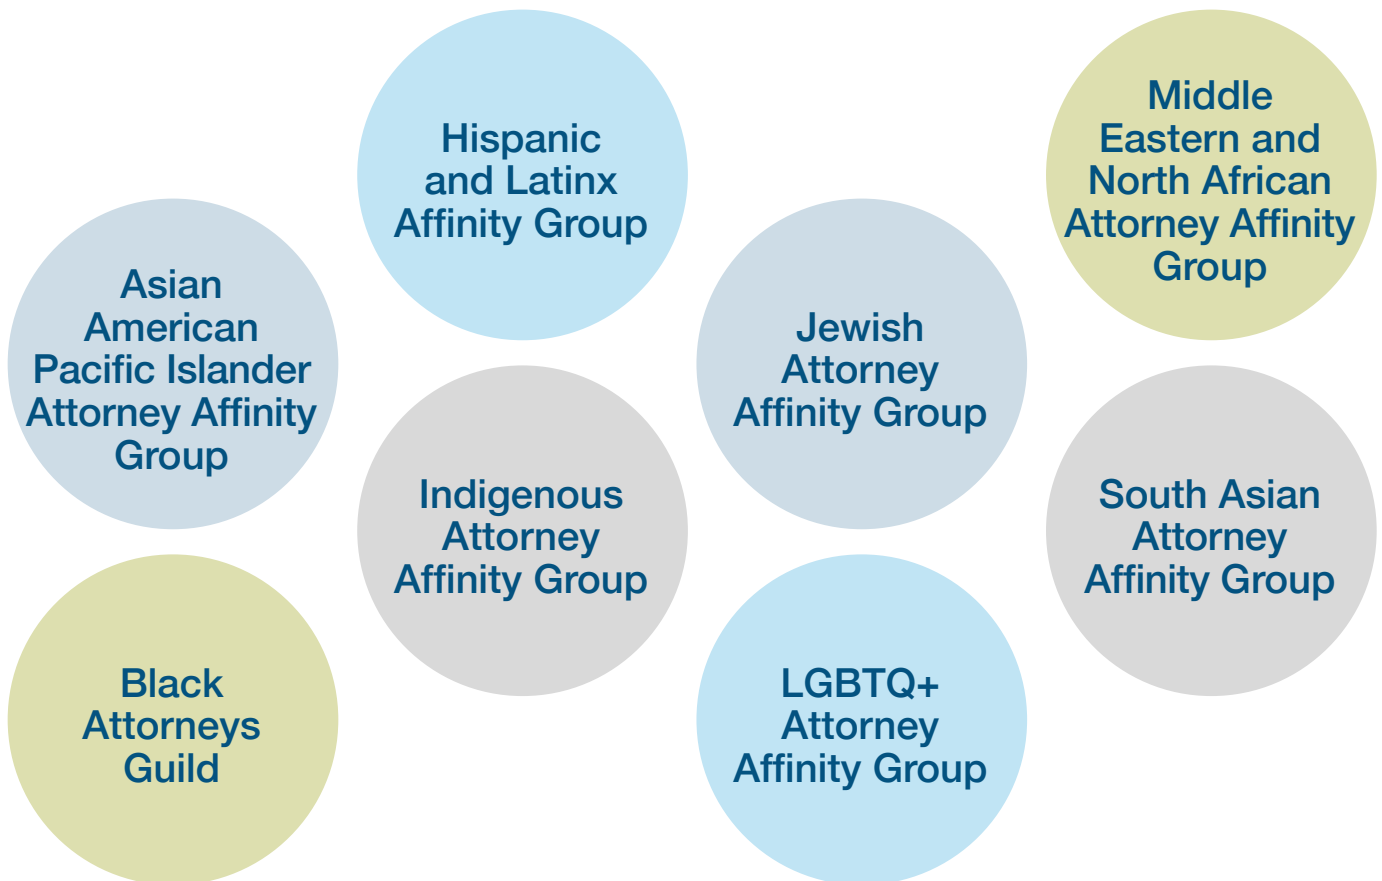 Asian
American
Pacific Islander
Attorney Affinity
Group
Black
Attorneys
Guild
Hispanic
and Latinx
Affinity Group
Indigenous
Attorney
Affinity Group
Jewish
Attorney
Affinity Group
LGBTQ+
Attorney
Affinity Group
Middle
Eastern and
North African
Attorney Affinity
Group
South Asian
Attorney
Affinity Group